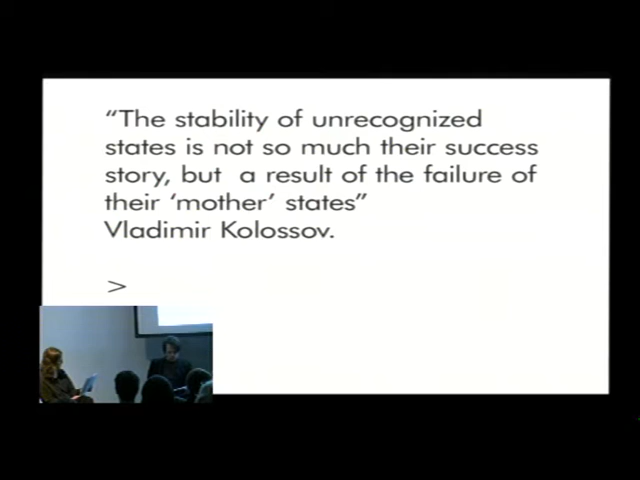 “The stability of unrecognized
states is not so much their success
story, but  a result of the failure of
their ‘mother’ states”
Vladimir Kolossov.
>